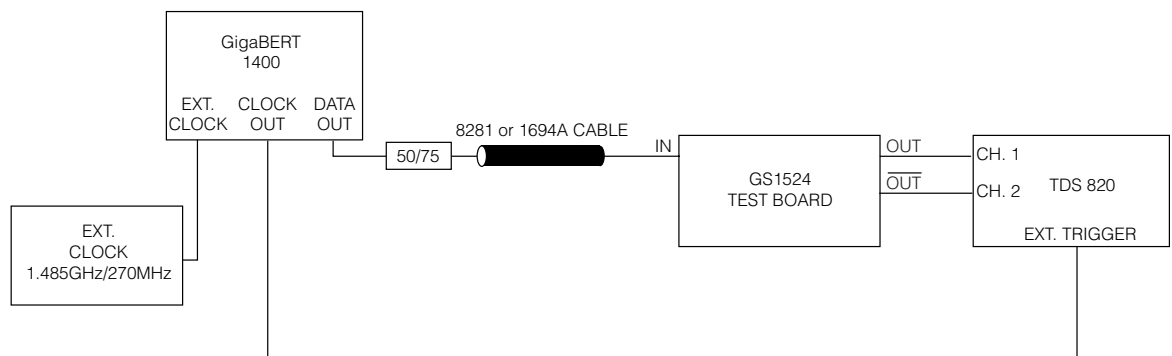 GigaBERT
1400
EXT. CLOCK
CLOCK OUT
DATA OUT
50/75
8281 or 1694A CABLE
IN
GS1524
TEST BOARD
OUT
OUT
CH. 1
CH. 2
TDS 820
EXT. TRIGGER
EXT.
CLOCK
1.485GHz/270MHz